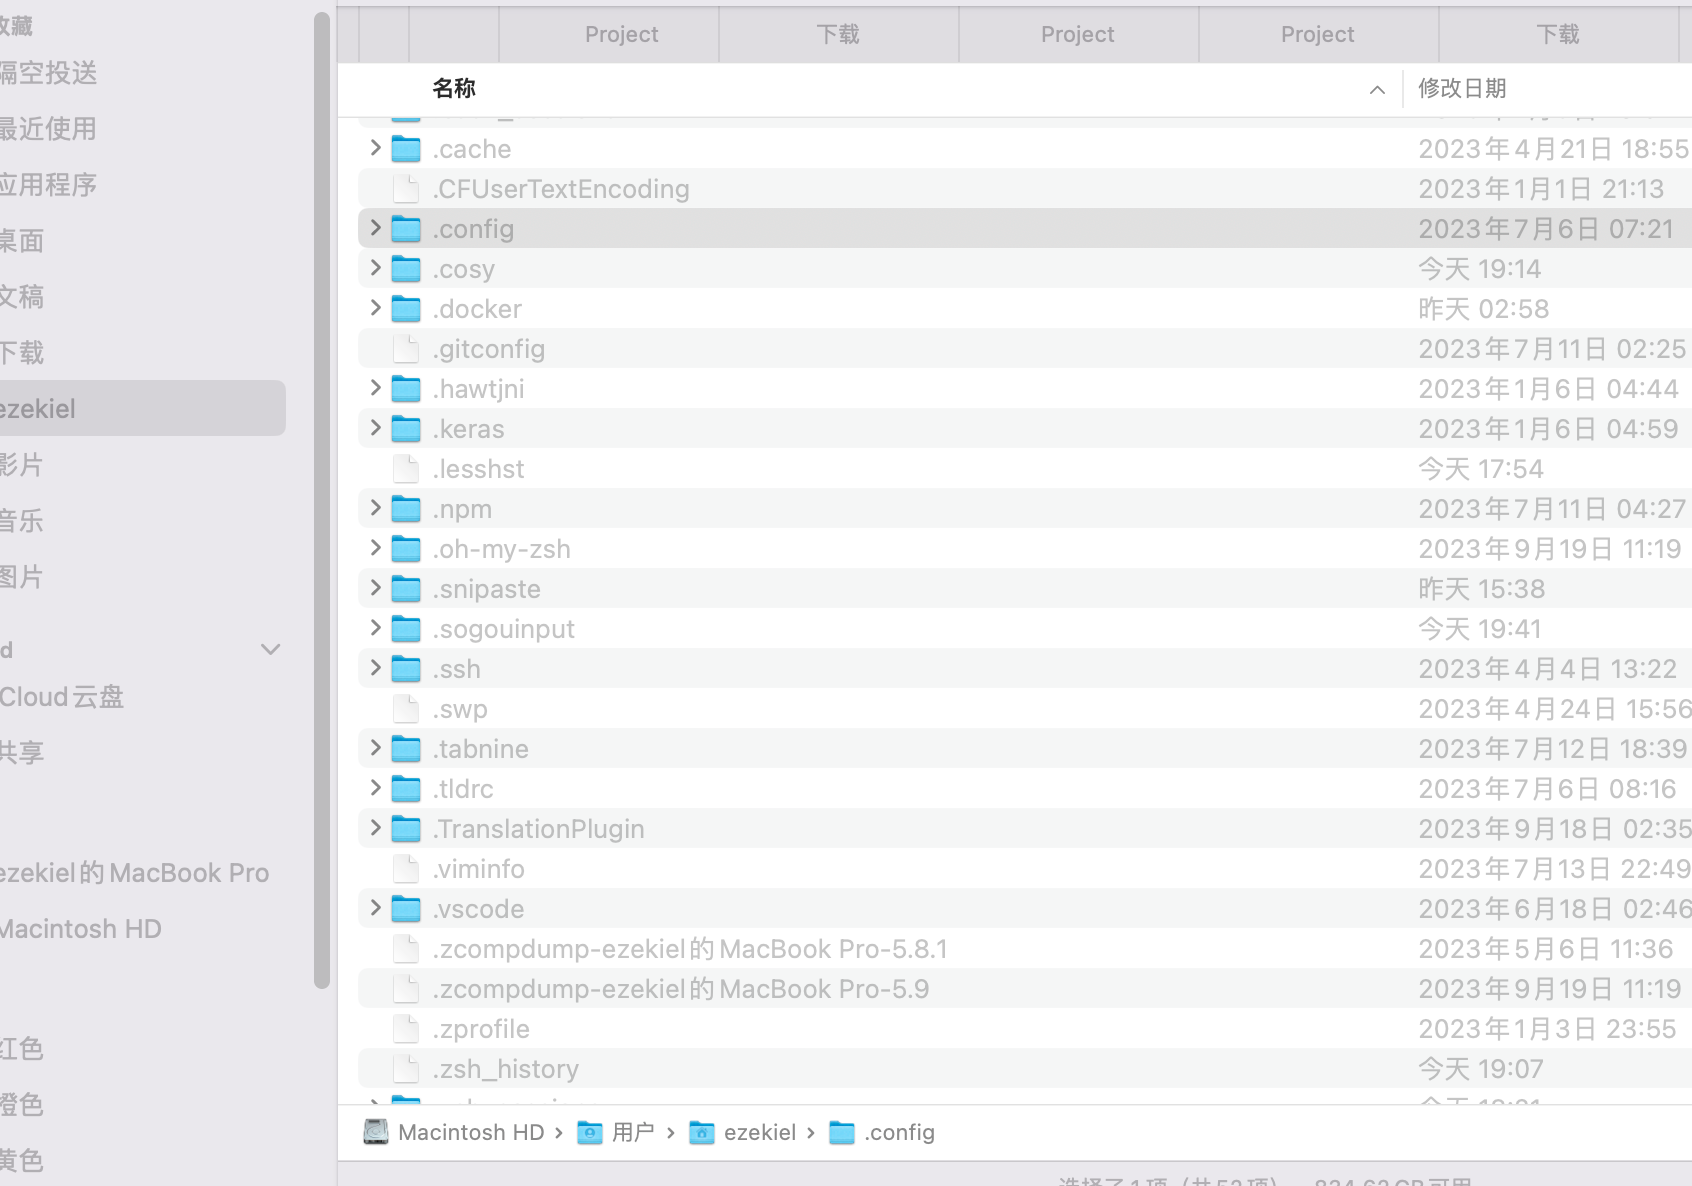 收藏
隔空投送
最近使用
应用程序
桌面
文稿
下载
ezekiel
影片
音乐
图片
d
Cloud云盘
共享
ezekiel的MacBook Pro
Macintosh HD
红色
橙色
黄色
Project 下载 Project Project 下载
名称 修改日期
.cache 2023年4月21日 18:55
.CFUserTextEncoding 2023年1月1日 21:13
.config 2023年7月6日 07:21
.cosy 今天 19:14
.docker 昨天 02:58
.gitconfig 2023年7月11日 02:25
.hawtjni 2023年1月6日 04:44
.keras 2023年1月6日 04:59
.lesshst 今天 17:54
.npm 2023年7月11日 04:27
.oh-my-zsh 2023年9月19日 11:19
.snipaste 昨天 15:38
.sogouinput 今天 19:41
.ssh 2023年4月4日 13:22
.swp 2023年4月24日 15:56
.tabnine 2023年7月12日 18:39
.tldrc 2023年7月6日 08:16
.TranslationPlugin 2023年9月18日 02:35
.viminfo 2023年7月13日 22:49
.vscode 2023年6月18日 02:46
.zcompdump-ezekiel的MacBook Pro-5.8.1 2023年5月6日 11:36
.zcompdump-ezekiel的MacBook Pro-5.9 2023年9月19日 11:19
.zprofile 2023年1月3日 23:55
.zsh_history 今天 19:07
Macintosh HD › 用户 › ezekiel › .config